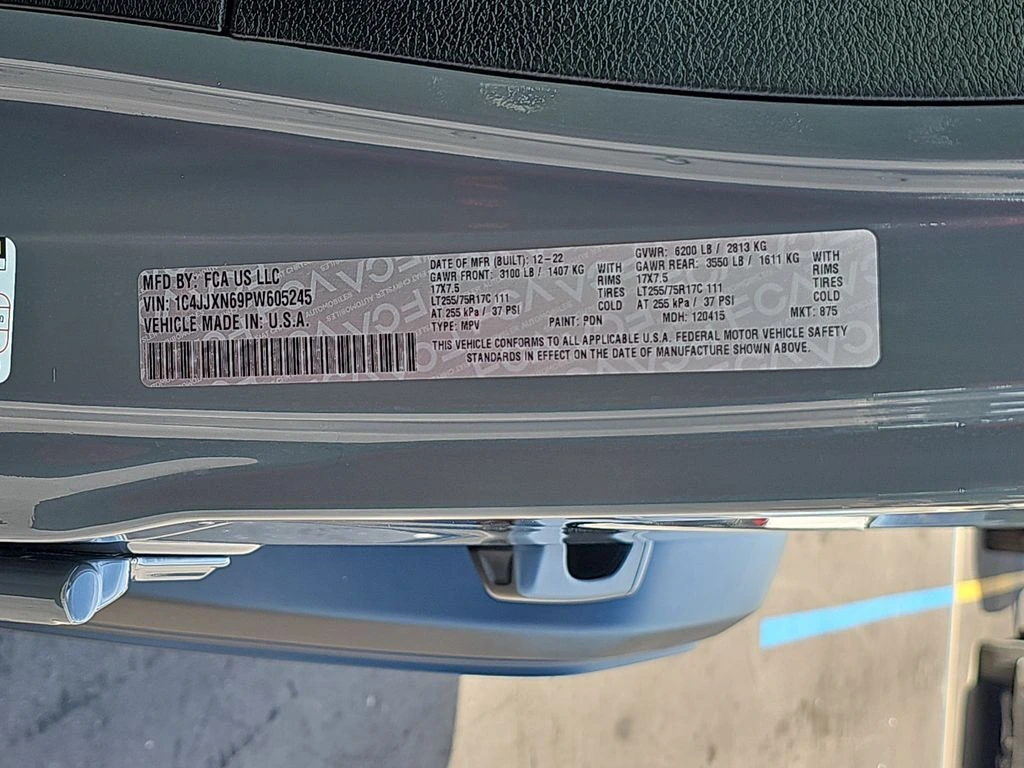 MFD BY: FCA US LLC
VIN: 1C4JJXN69PW605245
VEHICLE MADE IN: U.S.A.
DATE OF MFR (BUILT): 12-22
GVWR: 6200 LB / 2813 KG
GAWR FRONT: 3100 LB / 1407 KG WITH
GAWR REAR: 3550 LB / 1611 KG WITH
17X7.5 RIMS
17X7.5 RIMS
LT255/75R17C 111 TIRES
LT255/75R17C 111 TIRES
AT 255 kPa / 37 PSI COLD
AT 255 kPa / 37 PSI COLD
TYPE: MPV PAINT: PDN MDH: 120415 MKT: 875
THIS VEHICLE CONFORMS TO ALL APPLICABLE U.S.A. FEDERAL MOTOR VEHICLE SAFETY
STANDARDS IN EFFECT ON THE DATE OF MANUFACTURE SHOWN ABOVE.